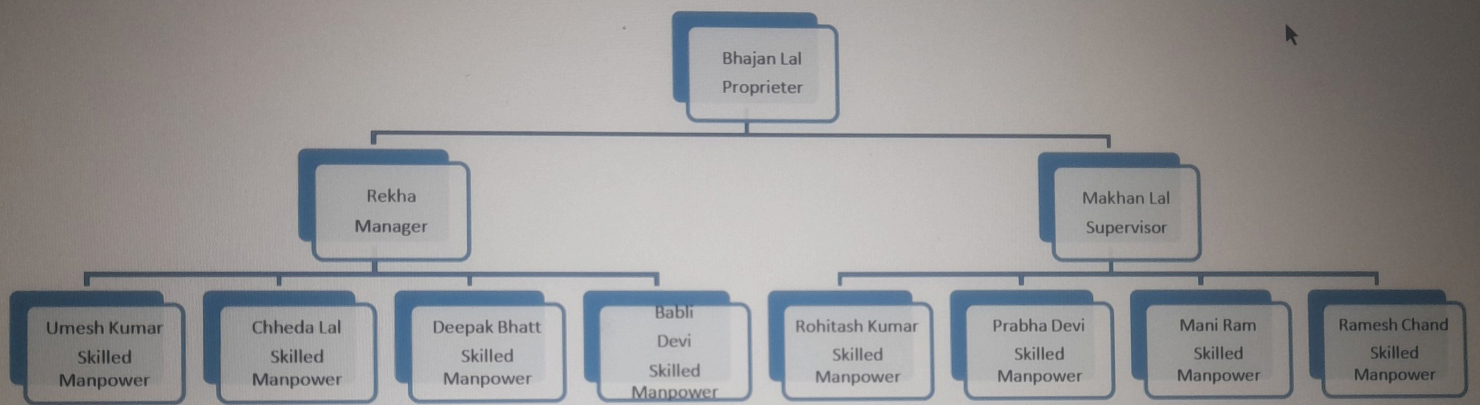 Bhajan Lal
Proprieter
Rekha
Manager
Makhan Lal
Supervisor
Umesh Kumar
Skilled
Manpower
Chheda Lal
Skilled
Manpower
Deepak Bhatt
Skilled
Manpower
Babli
Devi
Skilled
Manpower
Rohitash Kumar
Skilled
Manpower
Prabha Devi
Skilled
Manpower
Mani Ram
Skilled
Manpower
Ramesh Chand
Skilled
Manpower